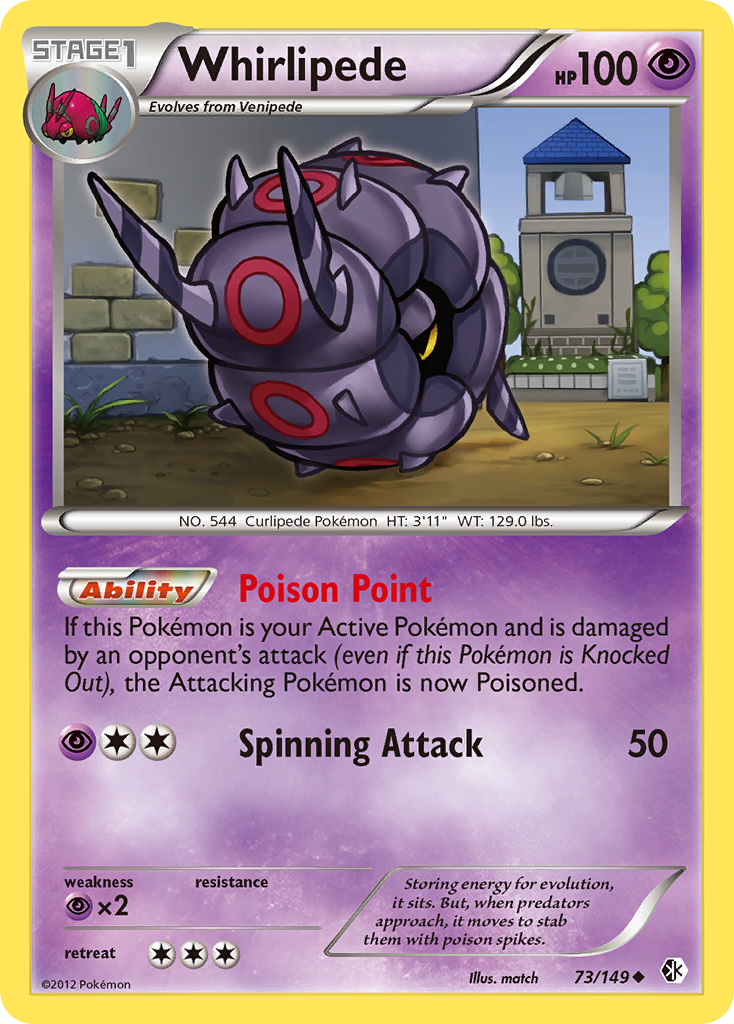 STAGE1
Whirlipede
HP100
Evolves from Venipede
NO. 544 Curlipede Pokémon HT: 3'11" WT: 129.0 lbs.
Ability Poison Point
If this Pokémon is your Active Pokémon and is damaged
by an opponent's attack (even if this Pokémon is Knocked
Out), the Attacking Pokémon is now Poisoned.
Spinning Attack 50
weakness resistance
×2
retreat
Storing energy for evolution,
it sits. But, when predators
approach, it moves to stab
them with poison spikes.
©2012 Pokémon
Illus. match 73/149